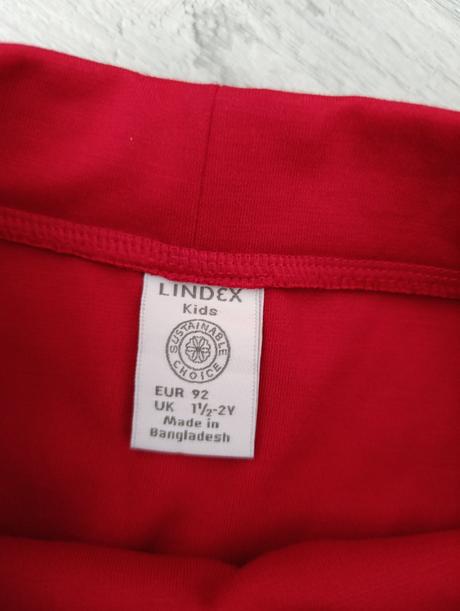 LINDEX
Kids
SUSTAINABLE
CHOICE
EUR 92
UK 1½-2Y
Made in
Bangladesh